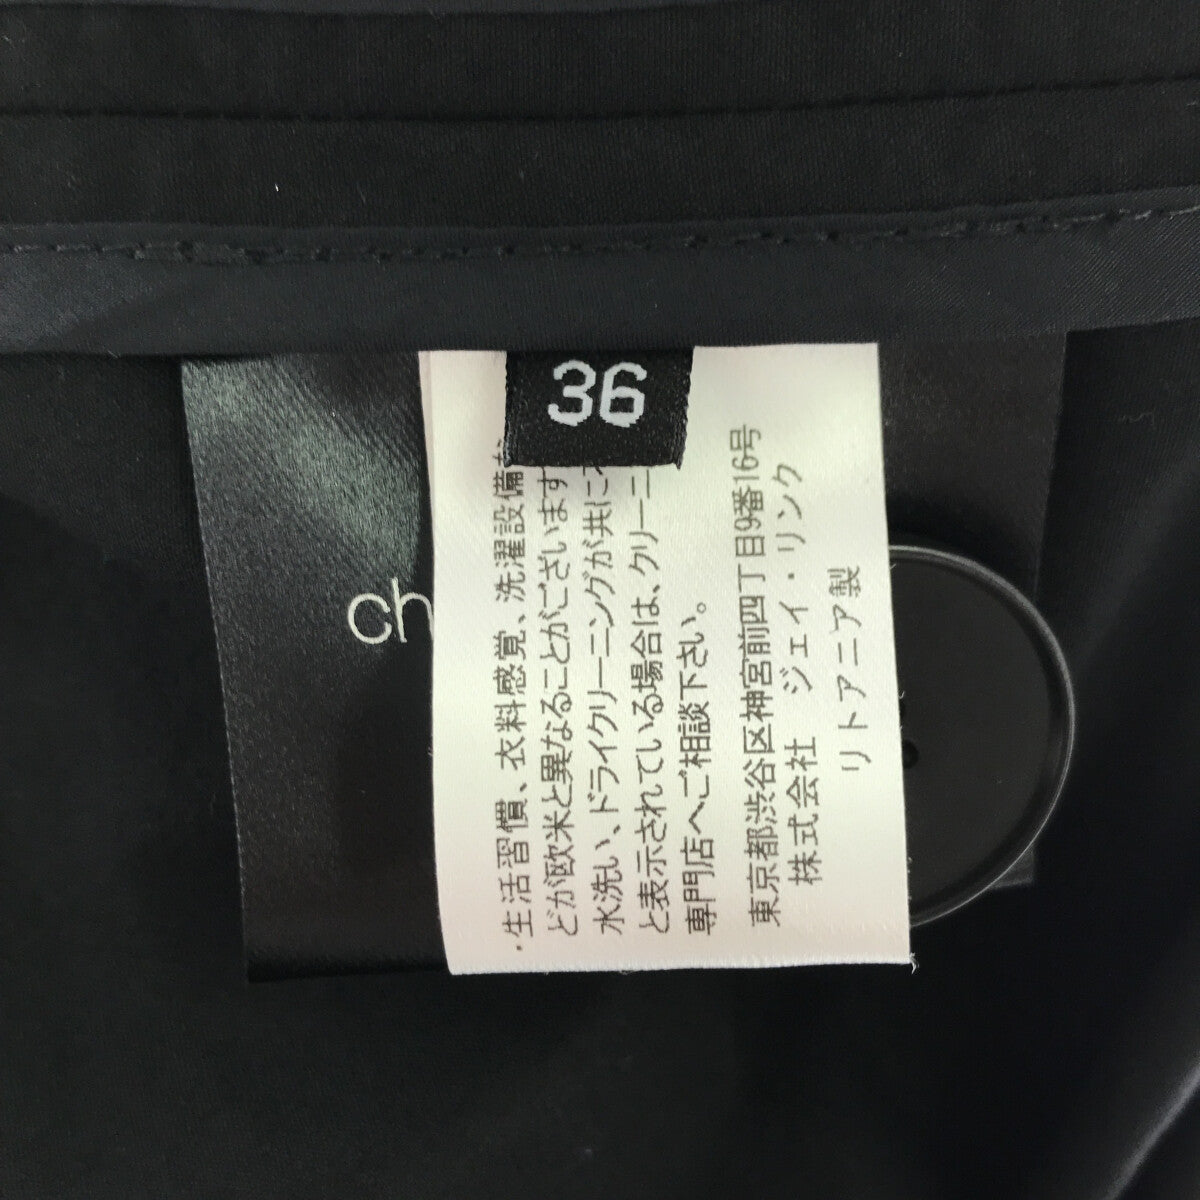 36
ch
・生活習慣、衣料感覚、洗濯設備な
どが欧米と異なることがございます
水洗い、ドライクリーニングが共に
と表示されている場合は、クリーニ
専門店へご相談下さい。
東京都渋谷区神宮前四丁目9番16号
株式会社 ジェイ・リンク
リトアニア製